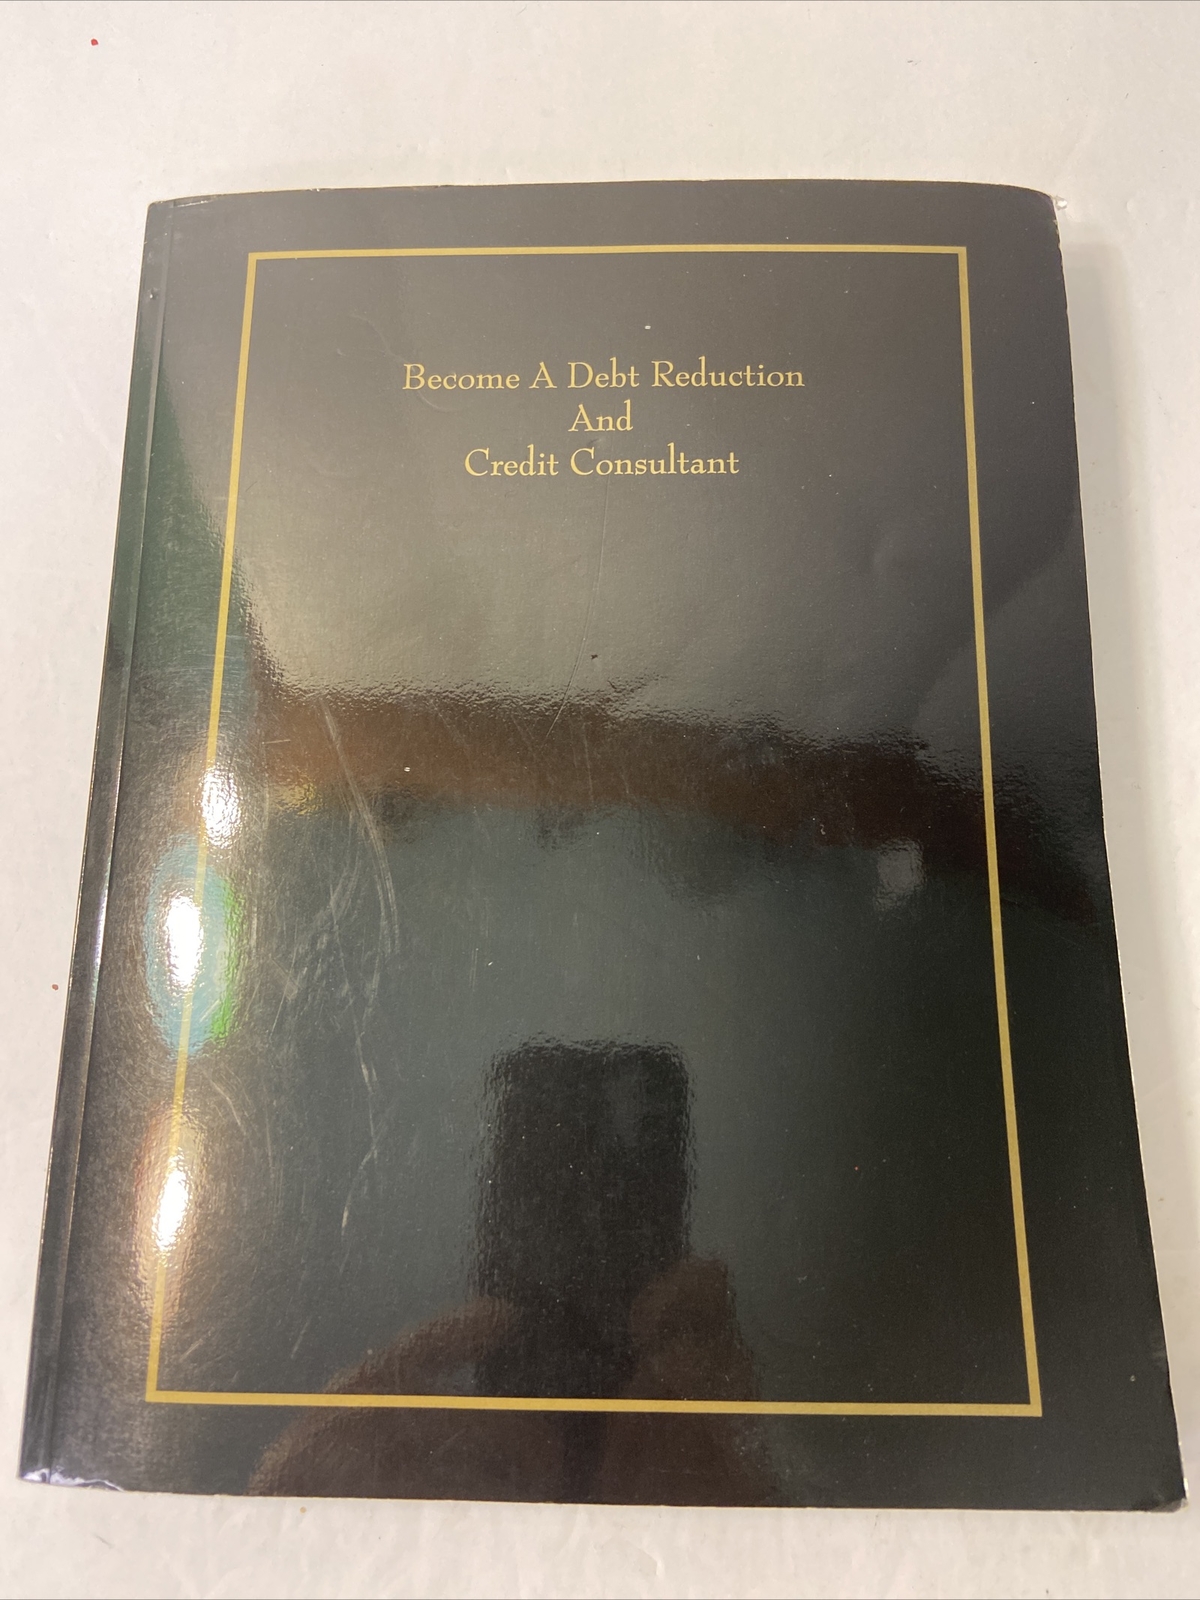 Become A Debt Reduction
And
Credit Consultant